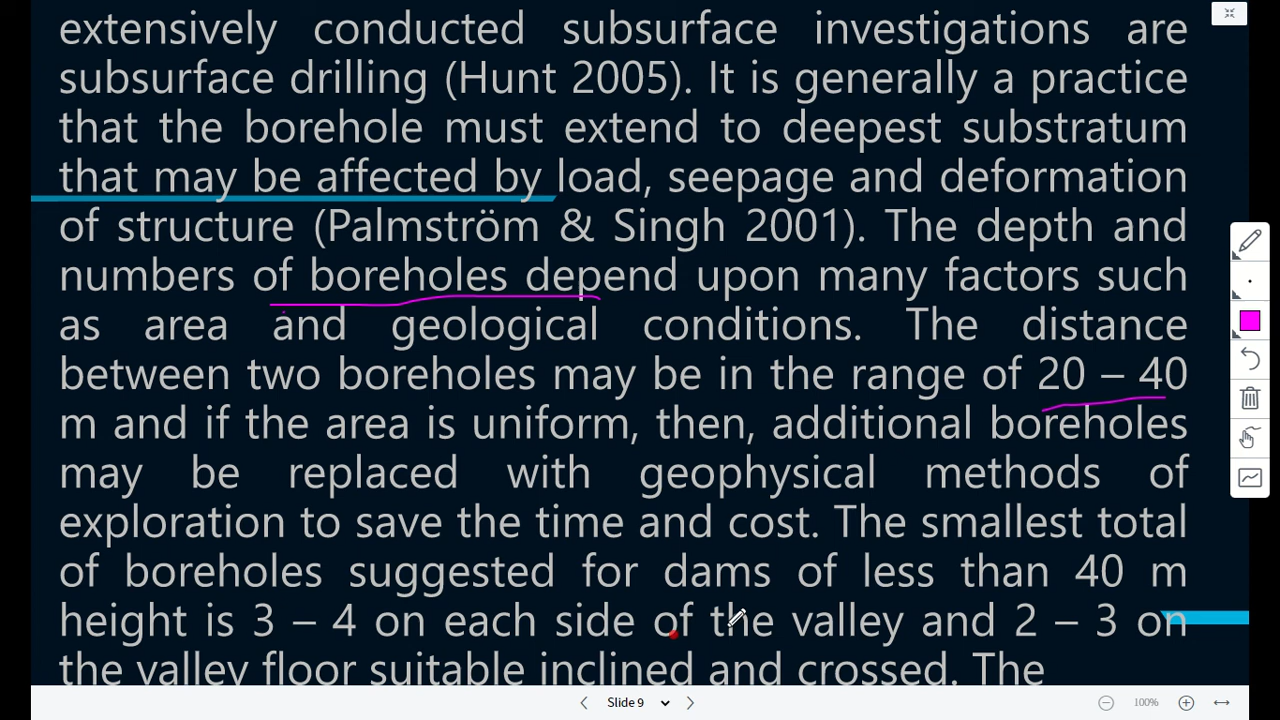 extensively conducted subsurface investigations are
subsurface drilling (Hunt 2005). It is generally a practice
that the borehole must extend to deepest substratum
that may be affected by load, seepage and deformation
of structure (Palmström & Singh 2001). The depth and
numbers of boreholes depend upon many factors such
as area and geological conditions. The distance
between two boreholes may be in the range of 20 – 40
m and if the area is uniform, then, additional boreholes
may be replaced with geophysical methods of
exploration to save the time and cost. The smallest total
of boreholes suggested for dams of less than 40 m
height is 3 – 4 on each side of the valley and 2 – 3 on
the valley floor suitable inclined and crossed. The
Slide 9
100%